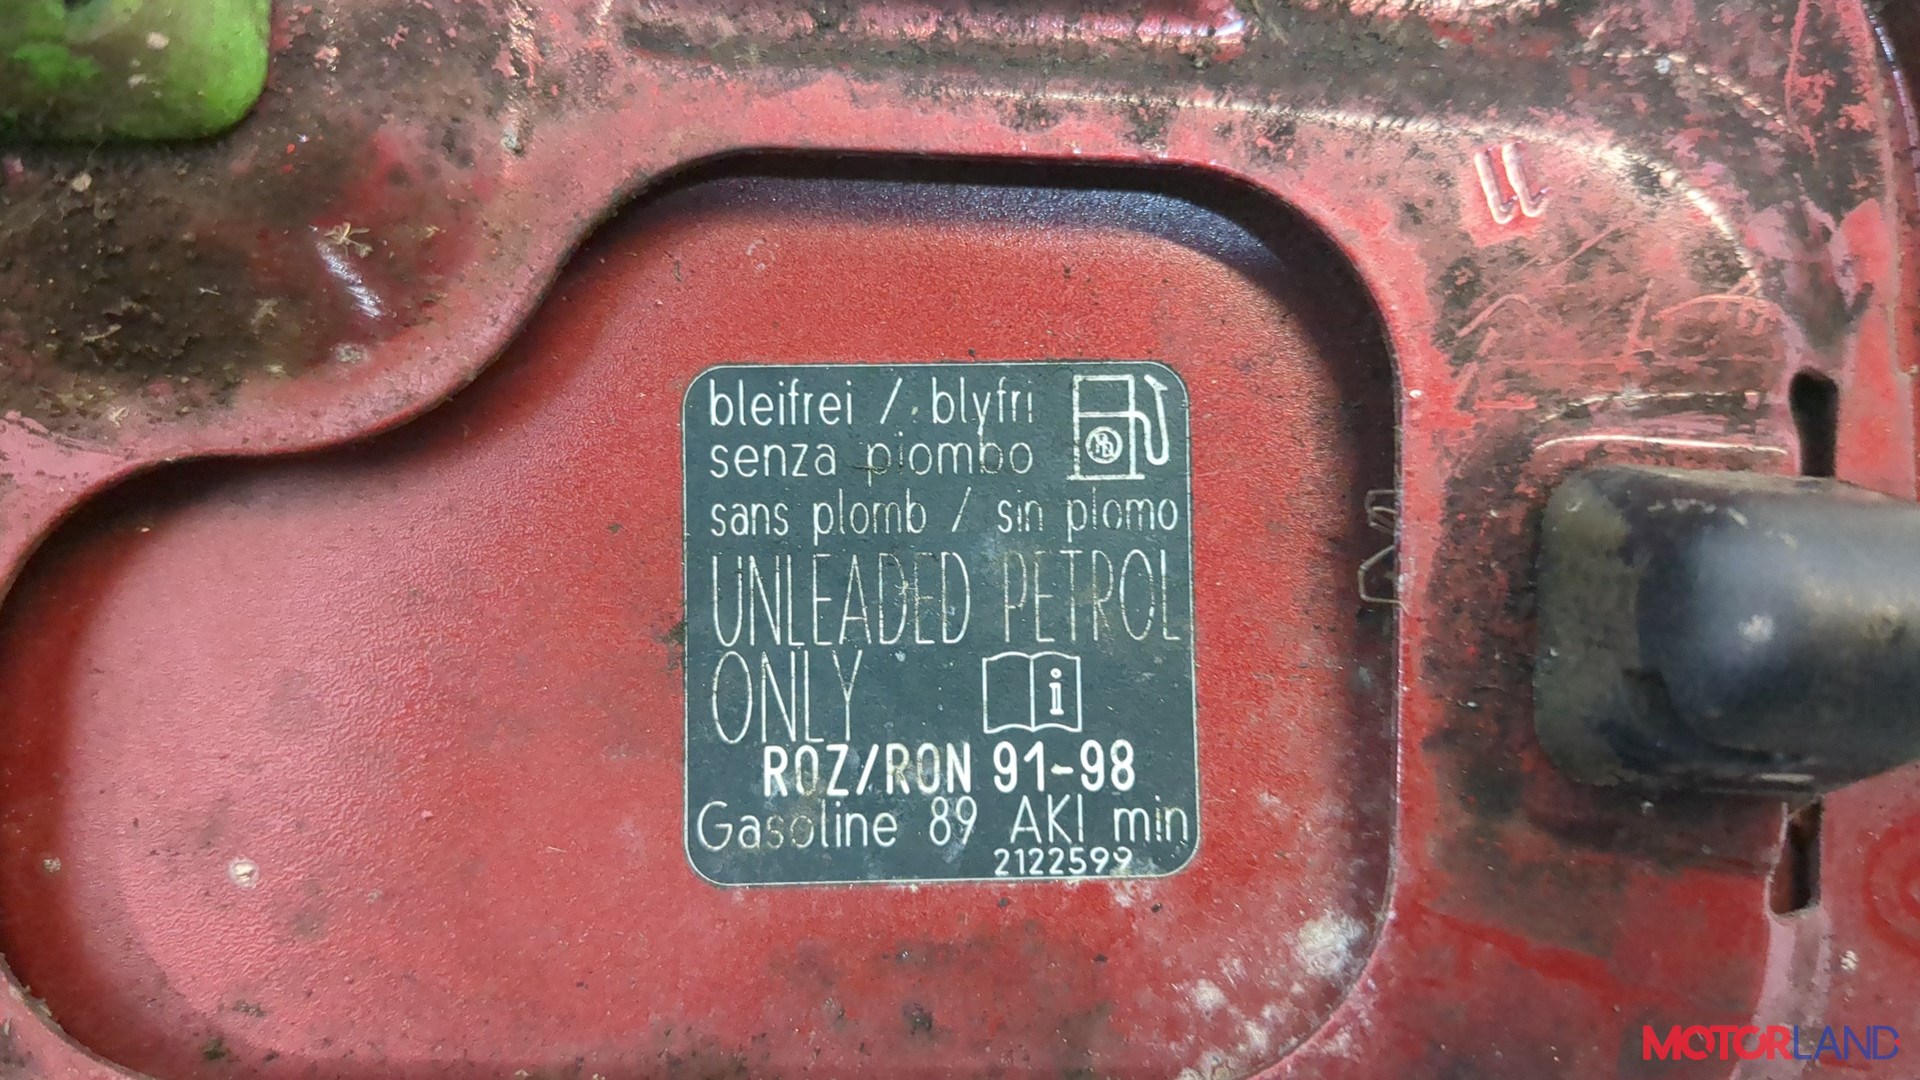 bleifrei / blyfri
senza piombo
sans plomb / sin plomo
UNLEADED PETROL
ONLY
i
ROZ/RON 91-98
Gasoline 89 AKI min
2122599
MOTORLAND